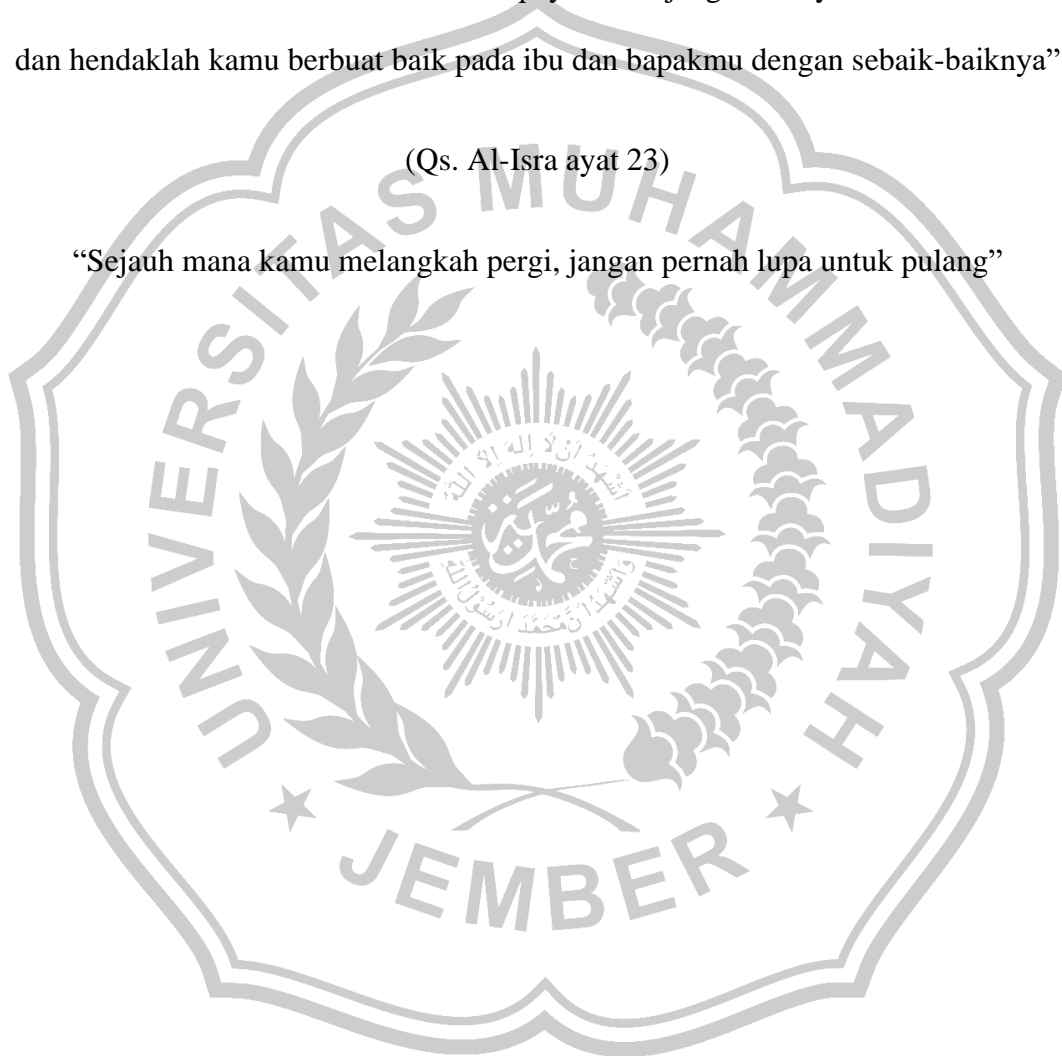 dan hendaklah kamu berbuat baik pada ibu dan bapakmu dengan sebaik-baiknya”
(Qs. Al-Isra ayat 23)
“Sejauh mana kamu melangkah pergi, jangan pernah lupa untuk pulang”
UNIVERSITAS MUHAMMADIYAH
JEMBER